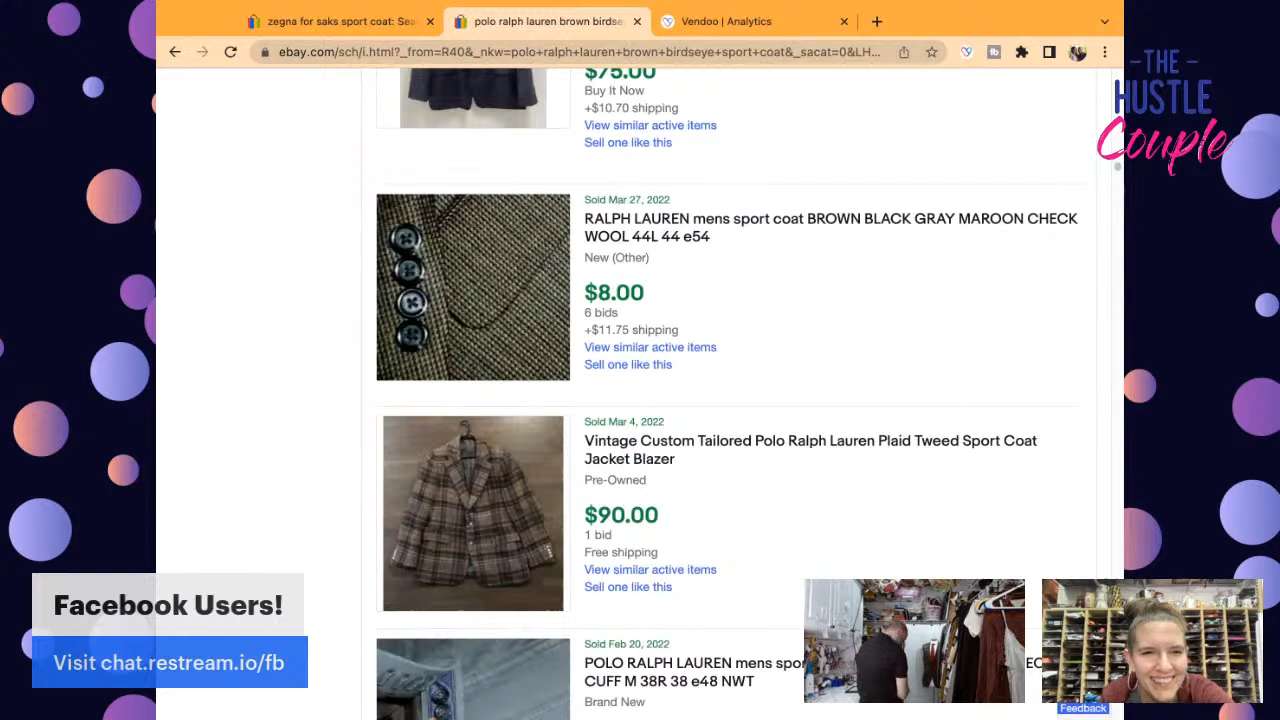 zegna for saks sport coat: Sea
polo ralph lauren brown birdsey
Vendoo | Analytics
ebay.com/sch/i.html?_from=R40&_nkw=polo+ralph+lauren+brown+birdseye+sport+coat&_sacat=0&LH...
-THE-
HUSTLE
Couple
$75.00
Buy It Now
+$10.70 shipping
View similar active items
Sell one like this
Sold Mar 27, 2022
RALPH LAUREN mens sport coat BROWN BLACK GRAY MAROON CHECK
WOOL 44L 44 e54
New (Other)
$8.00
6 bids
+$11.75 shipping
View similar active items
Sell one like this
Sold Mar 4, 2022
Vintage Custom Tailored Polo Ralph Lauren Plaid Tweed Sport Coat
Jacket Blazer
Pre-Owned
$90.00
1 bid
Free shipping
View similar active items
Sell one like this
Sold Feb 20, 2022
POLO RALPH LAUREN mens spor
CUFF M 38R 38 e48 NWT
Brand New
Feedback
Facebook Users!
Visit chat.restream.io/fb